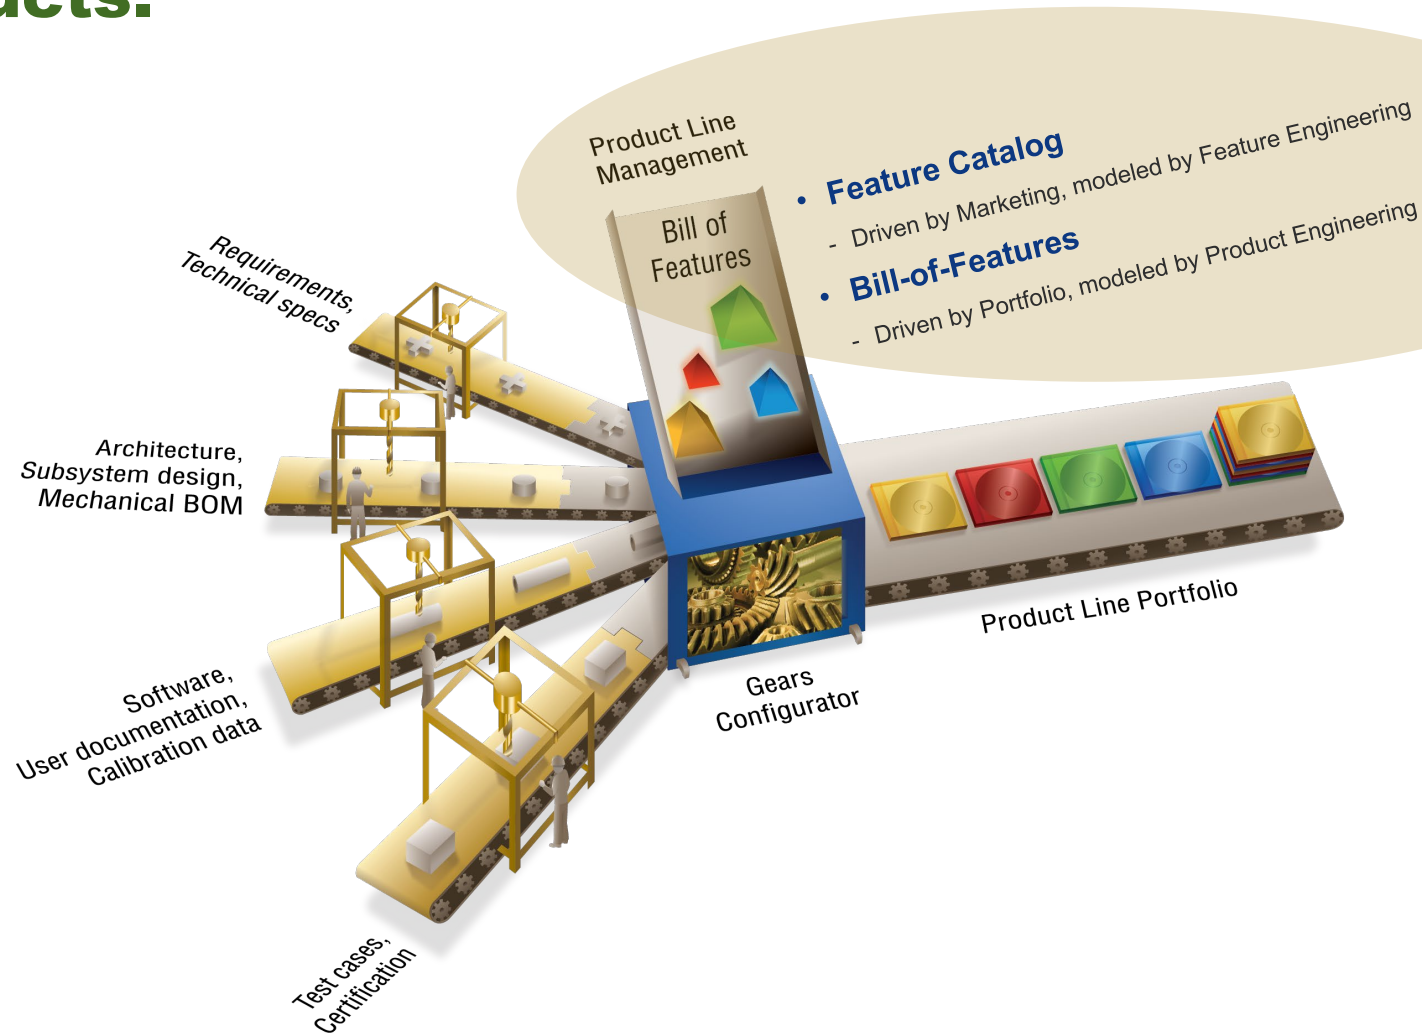 Product Line
Management
• Feature Catalog
- Driven by Marketing, modeled by Feature Engineering
• Bill-of-Features
- Driven by Portfolio, modeled by Product Engineering
Bill of
Features
Requirements,
Technical specs
Architecture,
Subsystem design,
Mechanical BOM
Software,
User documentation,
Calibration data
Test cases,
Certification
Gears
Configurator
Product Line Portfolio